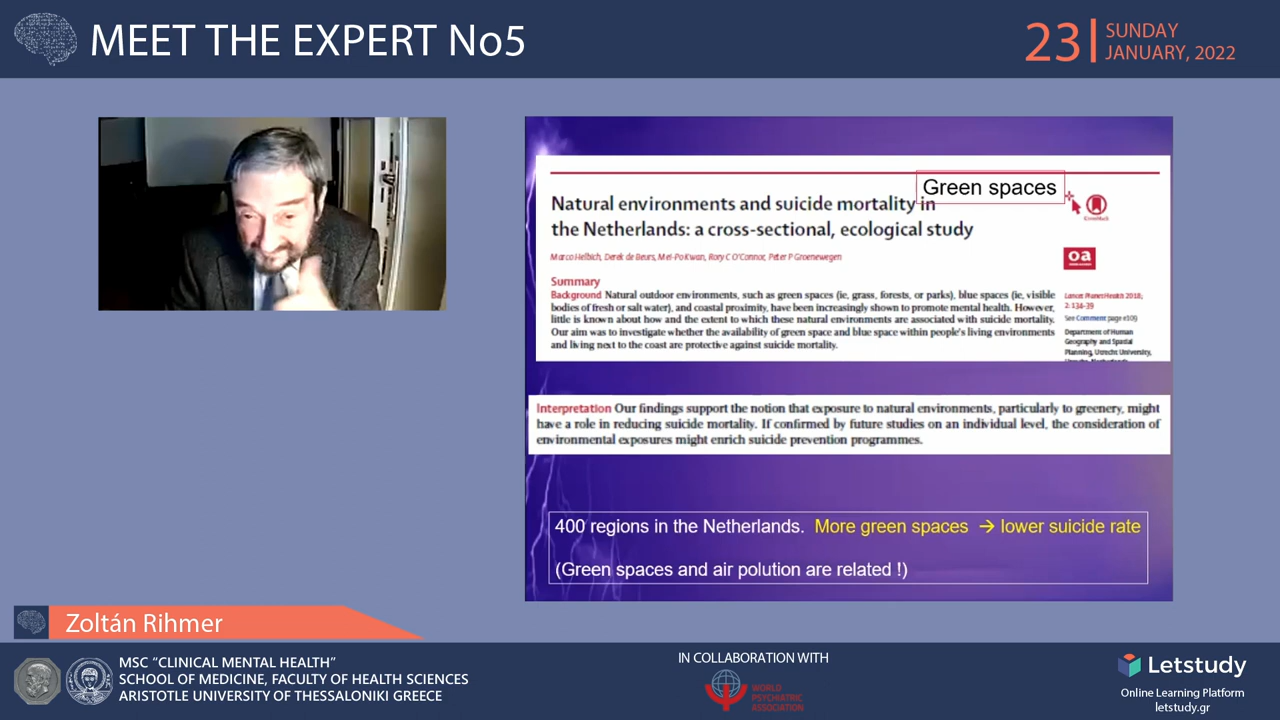 MEET THE EXPERT No5
23
SUNDAY
JANUARY, 2022
Green spaces
Natural environments and suicide mortality in
the Netherlands: a cross-sectional, ecological study
Marco Helbich, Derek de Beurs, Mei-Po Kwan, Rory C O'Connor, Peter P Groenewegen
CrossMark
oa
Summary
Background Natural outdoor environments, such as green spaces (ie, grass, forests, or parks), blue spaces (ie, visible
bodies of fresh or salt water), and coastal proximity, have been increasingly shown to promote mental health. However,
little is known about how and the extent to which these natural environments are associated with suicide mortality.
Our aim was to investigate whether the availability of green space and blue space within people's living environments
and living next to the coast are protective against suicide mortality.
Lancet Planet Health 2018;
2: 134-39
See Comment page e109
Department of Human
Geography and Spatial
Planning, Utrecht University,
Interpretation Our findings support the notion that exposure to natural environments, particularly to greenery, might
have a role in reducing suicide mortality. If confirmed by future studies on an individual level, the consideration of
environmental exposures might enrich suicide prevention programmes.
400 regions in the Netherlands. More green spaces → lower suicide rate
(Green spaces and air polution are related !)
Zoltán Rihmer
MSC “CLINICAL MENTAL HEALTH”
SCHOOL OF MEDICINE, FACULTY OF HEALTH SCIENCES
ARISTOTLE UNIVERSITY OF THESSALONIKI GREECE
IN COLLABORATION WITH
WORLD
PSYCHIATRIC
ASSOCIATION
Letstudy
Online Learning Platform
letstudy.gr